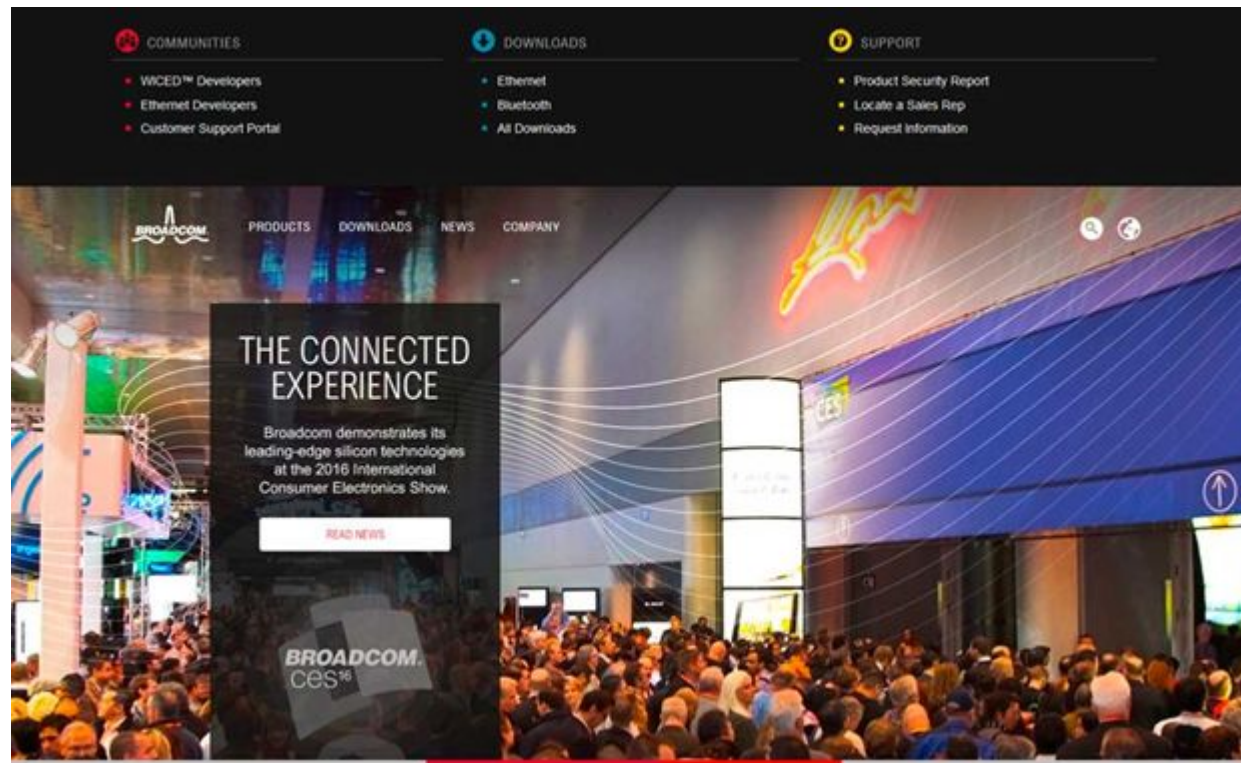 COMMUNITIES
WICED™ Developers
Ethernet Developers
Customer Support Portal
DOWNLOADS
Ethernet
Bluetooth
All Downloads
SUPPORT
Product Security Report
Locate a Sales Rep
Request Information
BROADCOM. PRODUCTS DOWNLOADS NEWS COMPANY
THE CONNECTED
EXPERIENCE
Broadcom demonstrates its
leading-edge silicon technologies
at the 2016 International
Consumer Electronics Show.
READ NEWS
CES
BROADCOM.
ces16